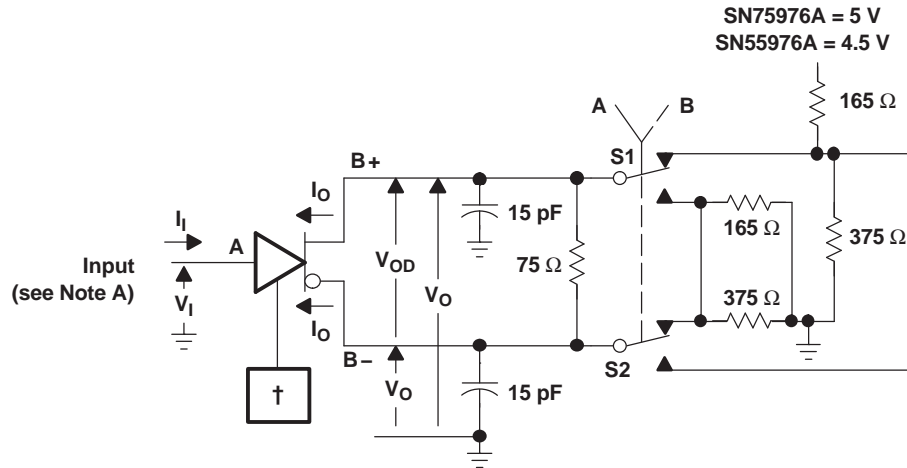 SN75976A = 5 V
SN55976A = 4.5 V
165 Ω
A
B
S1
B+
I_O
15 pF
165 Ω
I_I
A
75 Ω
375 Ω
Input
(see Note A)
V_OD
V_O
V_I
375 Ω
I_O
B−
S2
†
V_O
15 pF